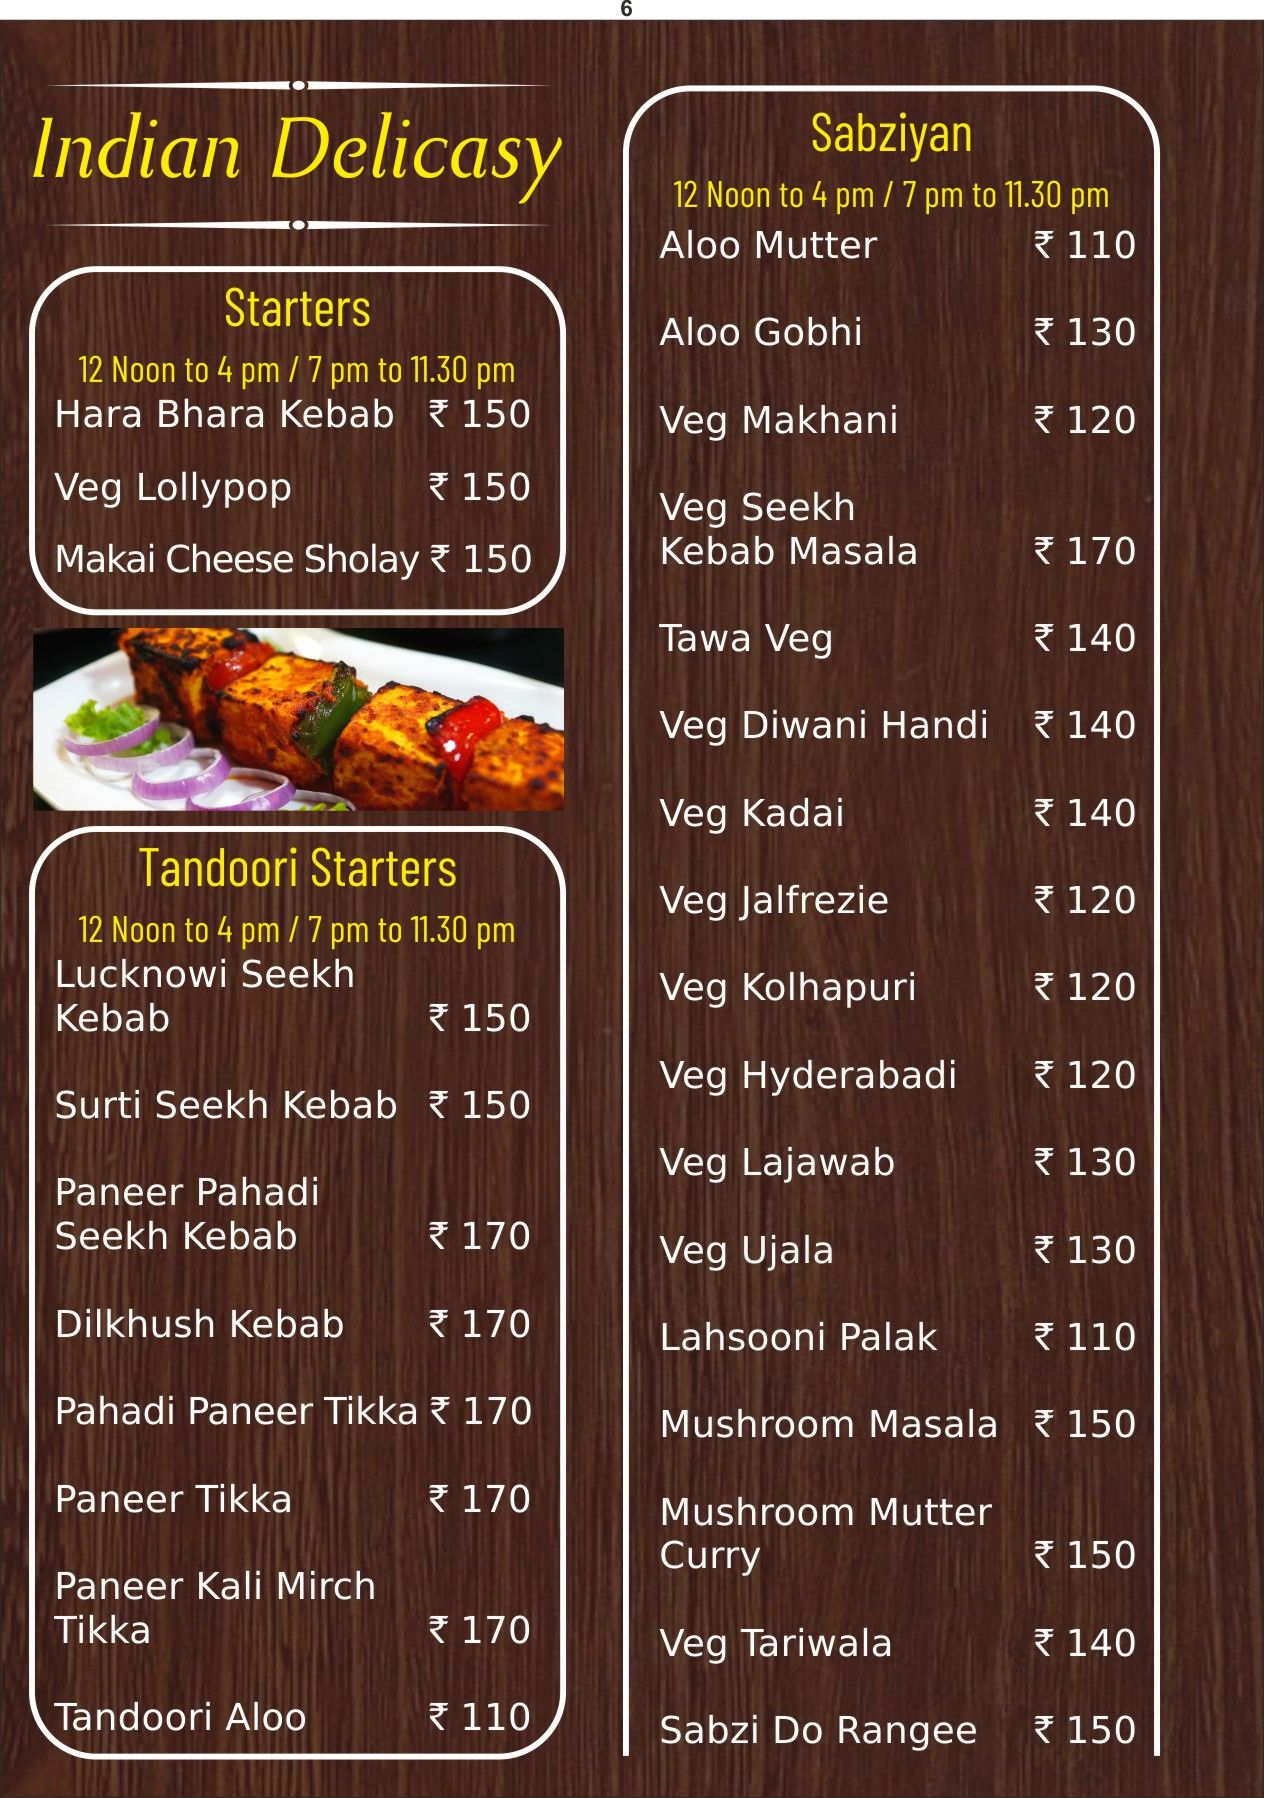 6
Indian Delicasy
Starters
12 Noon to 4 pm / 7 pm to 11.30 pm
Hara Bhara Kebab ₹ 150
Veg Lollypop ₹ 150
Makai Cheese Sholay ₹ 150
Tandoori Starters
12 Noon to 4 pm / 7 pm to 11.30 pm
Lucknowi Seekh
Kebab ₹ 150
Surti Seekh Kebab ₹ 150
Paneer Pahadi
Seekh Kebab ₹ 170
Dilkhush Kebab ₹ 170
Pahadi Paneer Tikka ₹ 170
Paneer Tikka ₹ 170
Paneer Kali Mirch
Tikka ₹ 170
Tandoori Aloo ₹ 110
Sabziyan
12 Noon to 4 pm / 7 pm to 11.30 pm
Aloo Mutter ₹ 110
Aloo Gobhi ₹ 130
Veg Makhani ₹ 120
Veg Seekh
Kebab Masala ₹ 170
Tawa Veg ₹ 140
Veg Diwani Handi ₹ 140
Veg Kadai ₹ 140
Veg Jalfrezie ₹ 120
Veg Kolhapuri ₹ 120
Veg Hyderabadi ₹ 120
Veg Lajawab ₹ 130
Veg Ujala ₹ 130
Lahsooni Palak ₹ 110
Mushroom Masala ₹ 150
Mushroom Mutter
Curry ₹ 150
Veg Tariwala ₹ 140
Sabzi Do Rangee ₹ 150